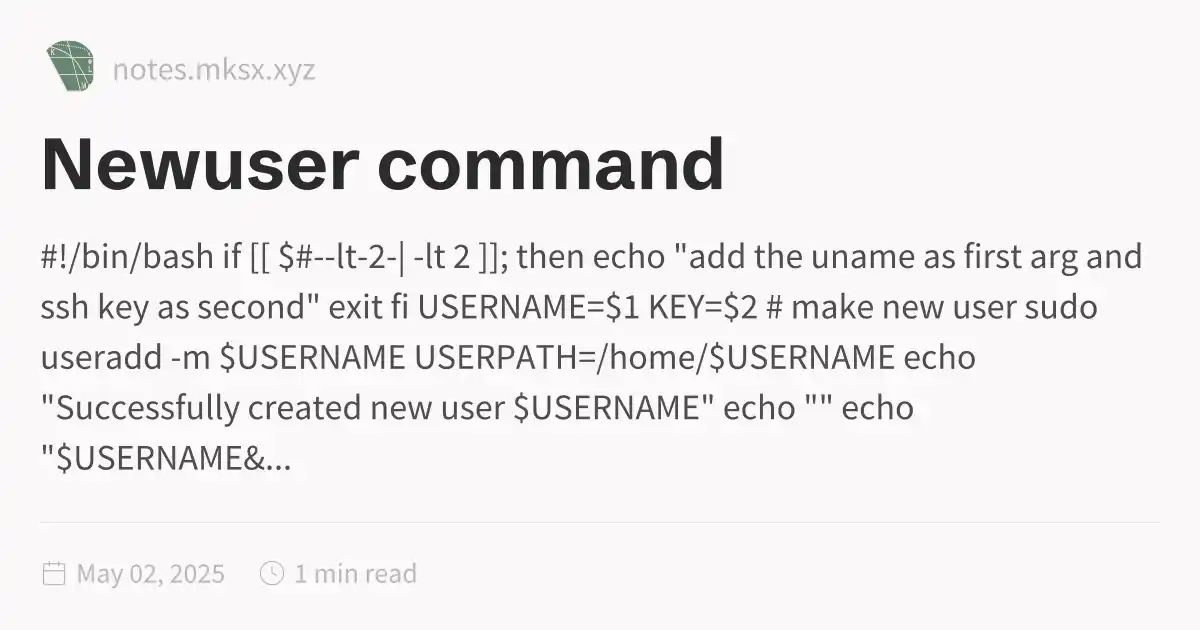 notes.mksx.xyz
Newuser command
#!/bin/bash if [[ $#--lt-2-| -lt 2 ]]; then echo "add the uname as first arg and
ssh key as second" exit fi USERNAME=$1 KEY=$2 # make new user sudo
useradd -m $USERNAME USERPATH=/home/$USERNAME echo
"Successfully created new user $USERNAME" echo "" echo
"$USERNAME&...
May 02, 2025 1 min read